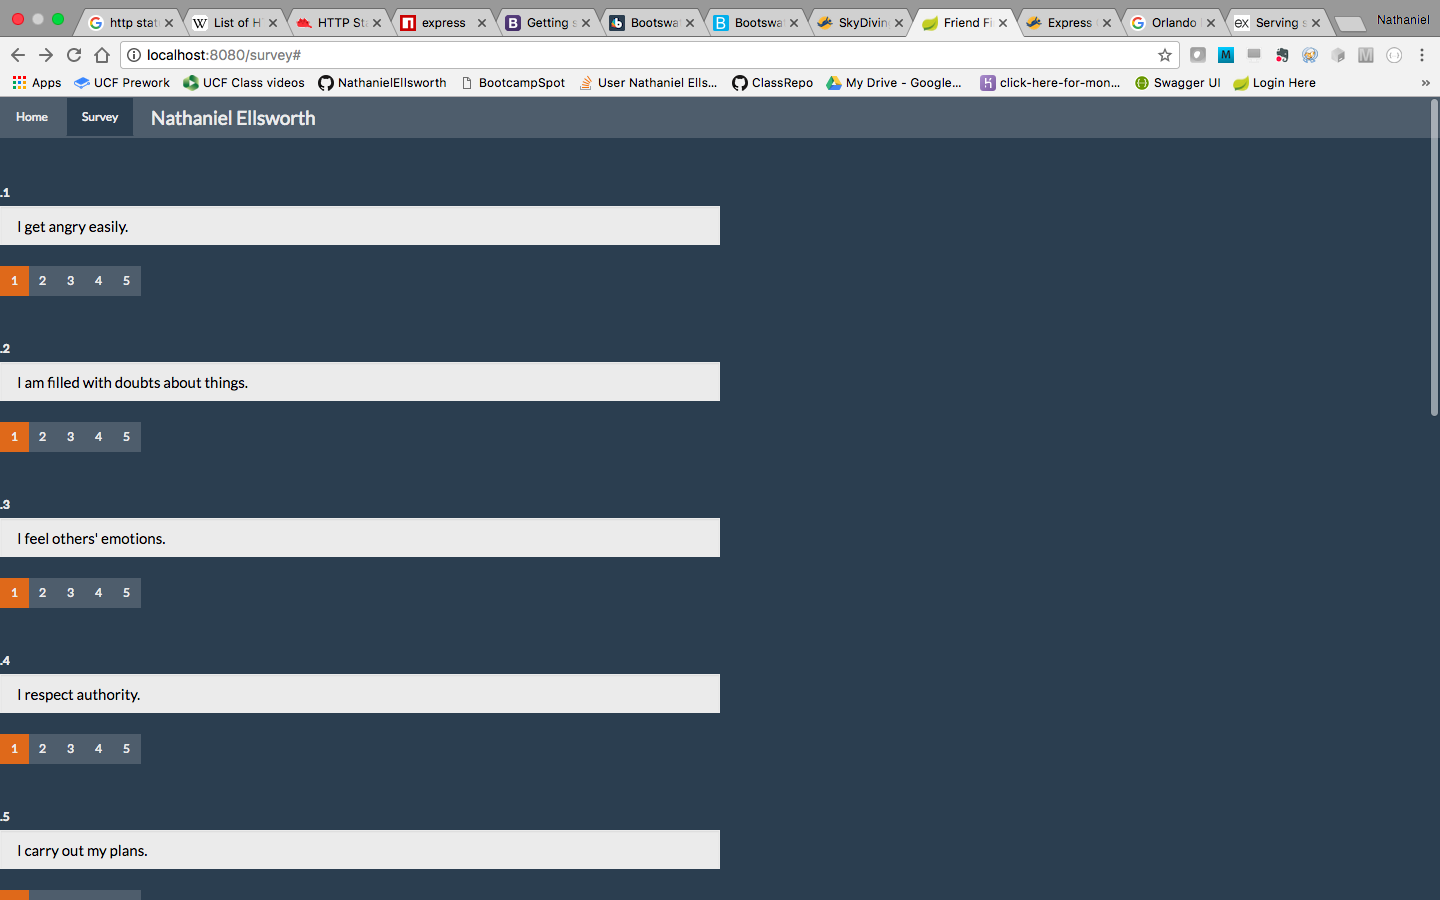 http stat
List of H
HTTP Sta
express
Getting s
Bootswat
Bootswat
SkyDivin
Friend Fi
Express
Orlando
Serving s
Nathaniel
localhost:8080/survey#
Apps
UCF Prework
UCF Class videos
NathanielEllsworth
BootcampSpot
User Nathaniel Ells...
ClassRepo
My Drive - Google...
click-here-for-mon...
Swagger UI
Login Here
»
Home
Survey
Nathaniel Ellsworth
.1
I get angry easily.
1 2 3 4 5
.2
I am filled with doubts about things.
1 2 3 4 5
.3
I feel others' emotions.
1 2 3 4 5
.4
I respect authority.
1 2 3 4 5
.5
I carry out my plans.